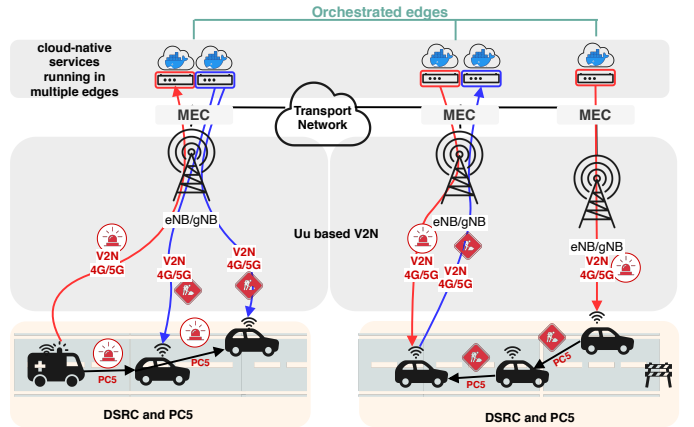 Orchestrated edges
cloud-native
services
running in
multiple edges
MEC
Transport
Network
MEC
MEC
eNB/gNB
Uu based V2N
eNB/gNB
eNB/gNB
V2N
4G/5G
V2N
4G/5G
V2N
4G/5G
V2N
4G/5G
V2N
4G/5G
V2N
4G/5G
PC5
PC5
PC5
PC5
DSRC and PC5
DSRC and PC5